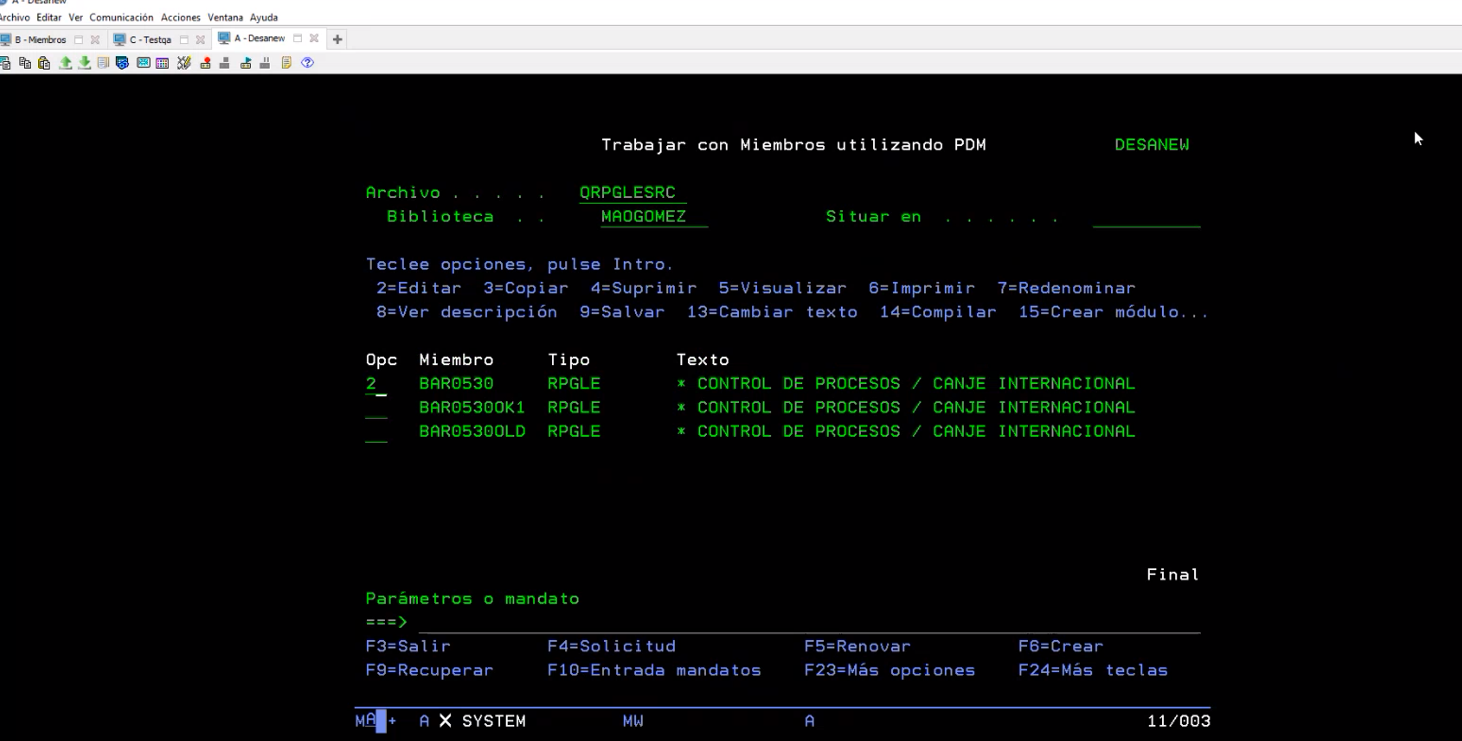 A - Desanew
Archivo Editar Ver Comunicación Acciones Ventana Ayuda
B - Miembros C - Testqa A - Desanew
Trabajar con Miembros utilizando PDM DESANEW
Archivo . . . . . QRPGLESRC
Biblioteca . . MAOGOMEZ Situar en . . . . . .
Teclee opciones, pulse Intro.
2=Editar 3=Copiar 4=Suprimir 5=Visualizar 6=Imprimir 7=Redenominar
8=Ver descripción 9=Salvar 13=Cambiar texto 14=Compilar 15=Crear módulo...
Opc Miembro Tipo Texto
2 BAR0530 RPGLE * CONTROL DE PROCESOS / CANJE INTERNACIONAL
BAR0530OK1 RPGLE * CONTROL DE PROCESOS / CANJE INTERNACIONAL
BAR0530OLD RPGLE * CONTROL DE PROCESOS / CANJE INTERNACIONAL
Final
Parámetros o mandato
===>
F3=Salir F4=Solicitud F5=Renovar F6=Crear
F9=Recuperar F10=Entrada mandatos F23=Más opciones F24=Más teclas
MA + A X SYSTEM MW A 11/003